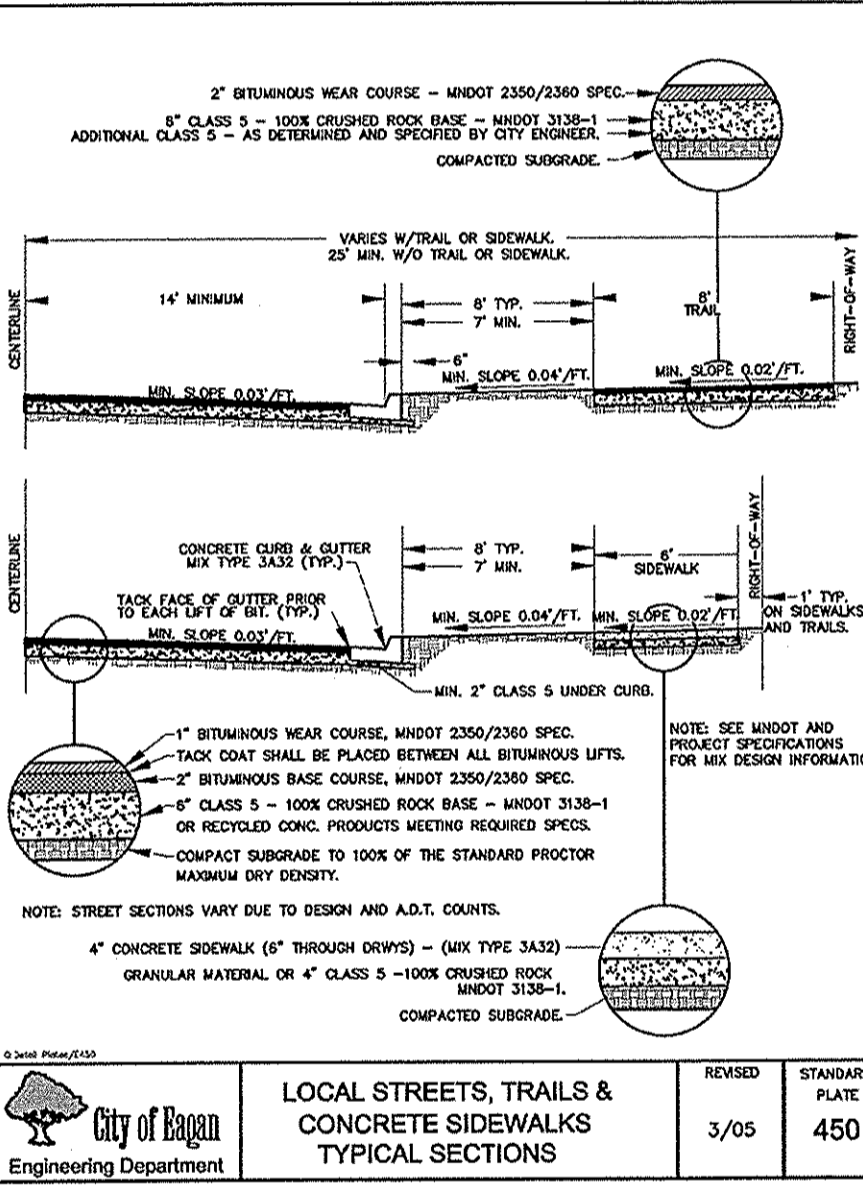 2" BITUMINOUS WEAR COURSE – MNDOT 2350/2360 SPEC.
8" CLASS 5 – 100% CRUSHED ROCK BASE – MNDOT 3138–1
ADDITIONAL CLASS 5 – AS DETERMINED AND SPECIFIED BY CITY ENGINEER.
COMPACTED SUBGRADE.
VARIES W/TRAIL OR SIDEWALK.
25' MIN. W/O TRAIL OR SIDEWALK.
CENTERLINE
14' MINIMUM
8' TYP.
7' MIN.
8'
TRAIL
RIGHT–OF–WAY
6"
MIN. SLOPE 0.03'/FT.
MIN. SLOPE 0.04'/FT.
MIN. SLOPE 0.02'/FT.
CENTERLINE
CONCRETE CURB & GUTTER
MIX TYPE 3A32 (TYP.)
8' TYP.
7' MIN.
6'
SIDEWALK
RIGHT–OF–WAY
1' TYP.
ON SIDEWALKS
AND TRAILS.
TACK FACE OF GUTTER PRIOR
TO EACH LIFT OF BIT. (TYP.)
MIN. SLOPE 0.03'/FT.
MIN. SLOPE 0.04'/FT.
MIN. SLOPE 0.02'/FT.
MIN. 2" CLASS 5 UNDER CURB.
1" BITUMINOUS WEAR COURSE, MNDOT 2350/2360 SPEC.
TACK COAT SHALL BE PLACED BETWEEN ALL BITUMINOUS LIFTS.
2" BITUMINOUS BASE COURSE, MNDOT 2350/2360 SPEC.
6" CLASS 5 – 100% CRUSHED ROCK BASE – MNDOT 3138–1
OR RECYCLED CONC. PRODUCTS MEETING REQUIRED SPECS.
COMPACT SUBGRADE TO 100% OF THE STANDARD PROCTOR
MAXIMUM DRY DENSITY.
NOTE: SEE MNDOT AND
PROJECT SPECIFICATIONS
FOR MIX DESIGN INFORMATIO
NOTE: STREET SECTIONS VARY DUE TO DESIGN AND A.D.T. COUNTS.
4" CONCRETE SIDEWALK (6" THROUGH DRWYS) – (MIX TYPE 3A32)
GRANULAR MATERIAL OR 4" CLASS 5 –100% CRUSHED ROCK
MNDOT 3138–1.
COMPACTED SUBGRADE.
City of Eagan
Engineering Department
LOCAL STREETS, TRAILS &
CONCRETE SIDEWALKS
TYPICAL SECTIONS
REVISED
3/05
STANDAR
PLATE
450